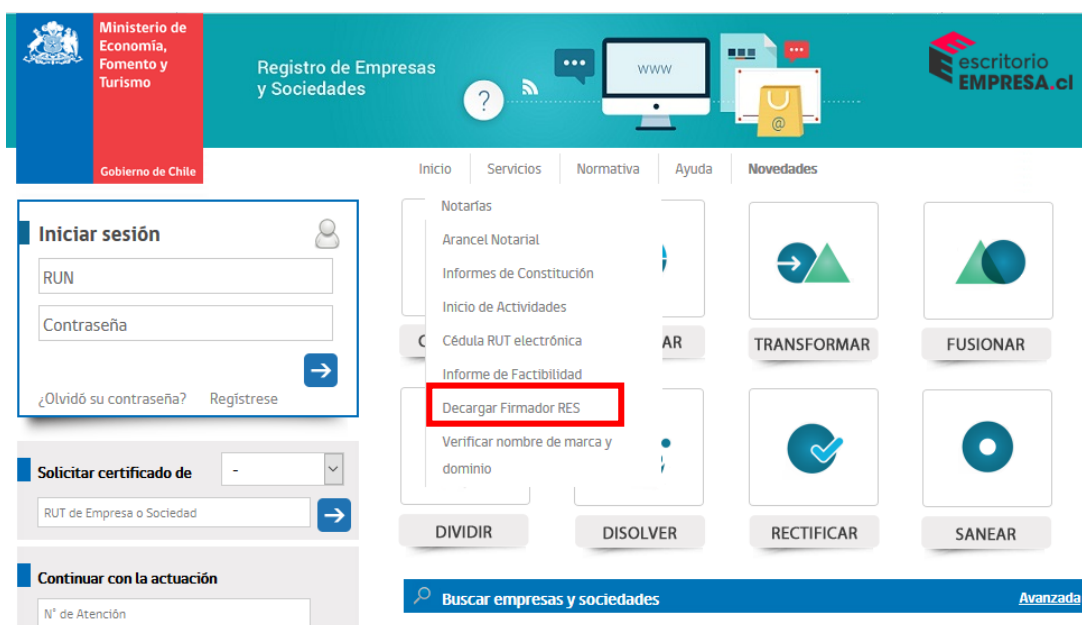 Ministerio de
Economía,
Fomento y
Turismo
Gobierno de Chile
Registro de Empresas
y Sociedades
?
www
@
escritorio
EMPRESA.cl
Inicio
Servicios
Normativa
Ayuda
Novedades
Iniciar sesión
RUN
Contraseña
¿Olvidó su contraseña?
Regístrese
Solicitar certificado de
-
RUT de Empresa o Sociedad
Continuar con la actuación
N° de Atención
Notarías
Arancel Notarial
Informes de Constitución
Inicio de Actividades
Cédula RUT electrónica
Informe de Factibilidad
Decargar Firmador RES
Verificar nombre de marca y
dominio
C
AR
TRANSFORMAR
FUSIONAR
DIVIDIR
DISOLVER
RECTIFICAR
SANEAR
Buscar empresas y sociedades
Avanzada